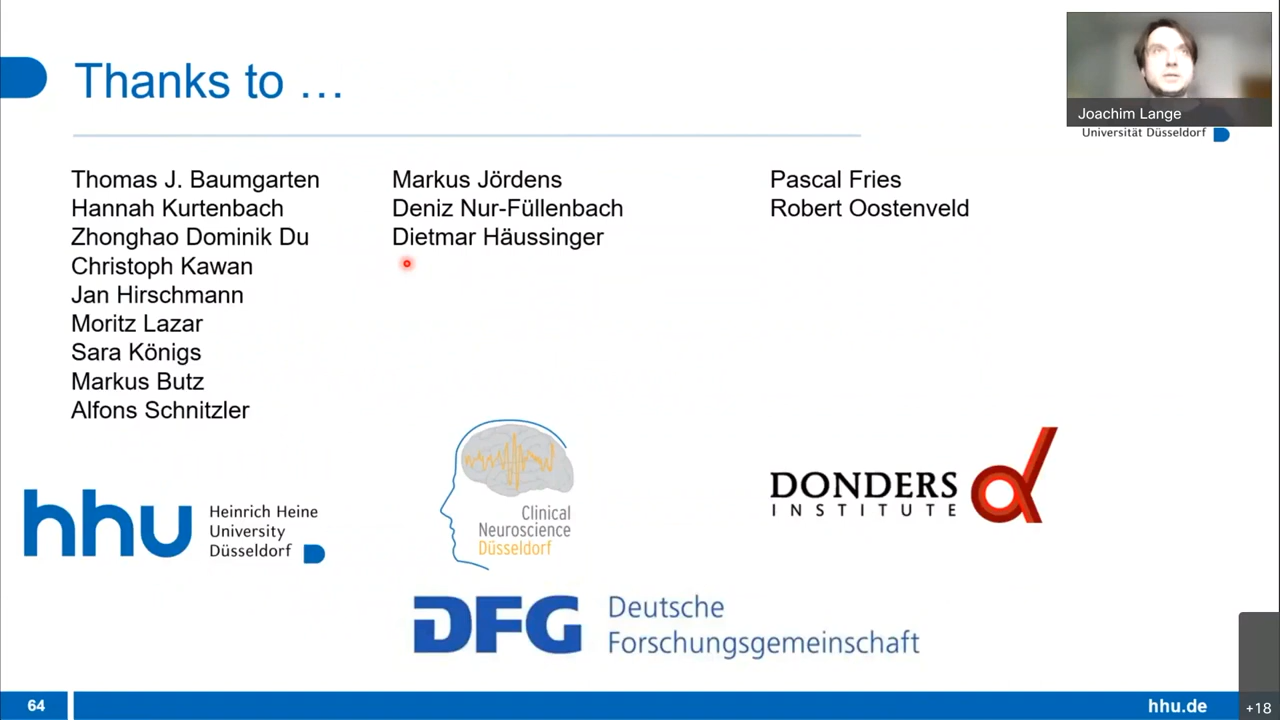 Thanks to …
Joachim Lange
Universität Düsseldorf
Thomas J. Baumgarten
Hannah Kurtenbach
Zhonghao Dominik Du
Christoph Kawan
Jan Hirschmann
Moritz Lazar
Sara Königs
Markus Butz
Alfons Schnitzler
Markus Jördens
Deniz Nur-Füllenbach
Dietmar Häussinger
Pascal Fries
Robert Oostenveld
hhu
Heinrich Heine
University
Düsseldorf
Clinical
Neuroscience
Düsseldorf
DONDERS
INSTITUTE
DFG
Deutsche
Forschungsgemeinschaft
64
hhu.de
+18